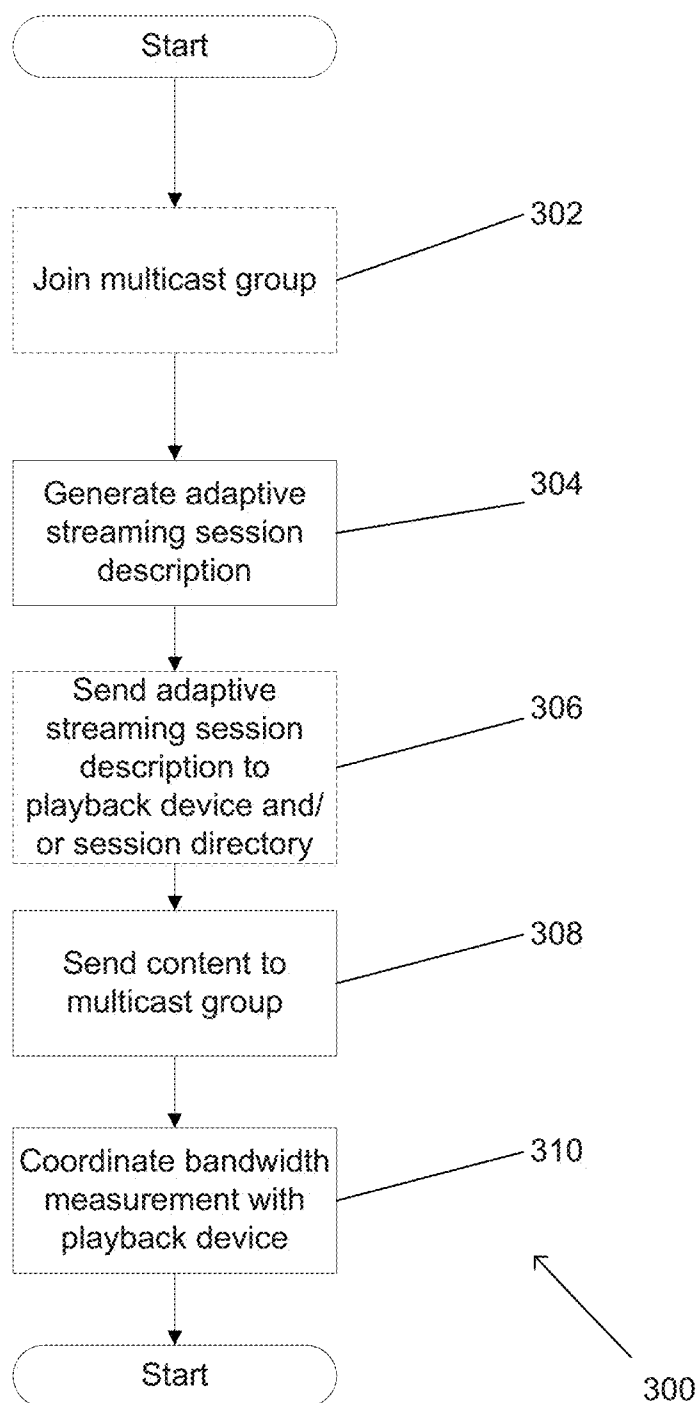 Start
302
Join multicast group
304
Generate adaptive
streaming session
description
306
Send adaptive
streaming session
description to
playback device and/
or session directory
308
Send content to
multicast group
310
Coordinate bandwidth
measurement with
playback device
Start
300